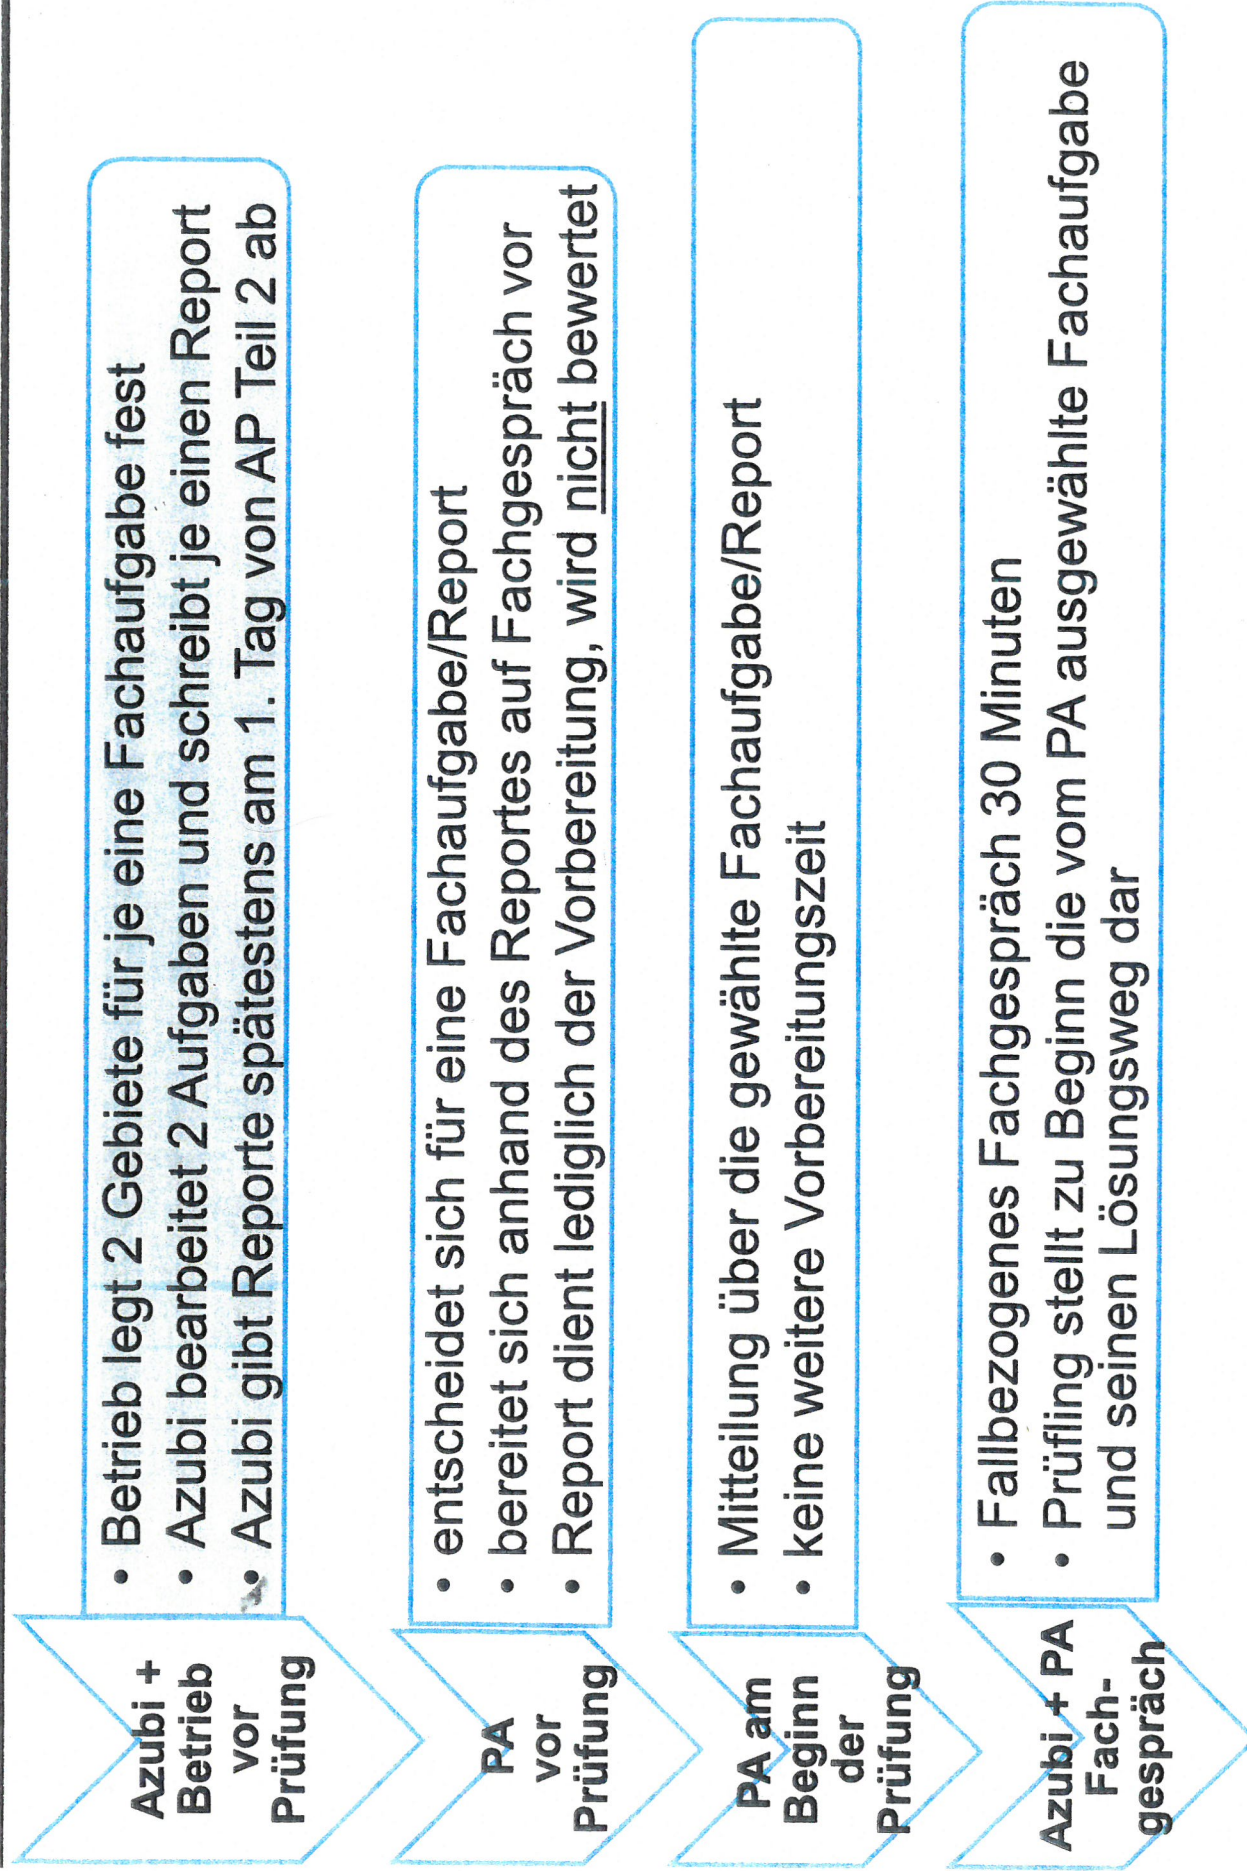 Azubi +
Betrieb
vor
Prüfung
• Betrieb legt 2 Gebiete für je eine Fachaufgabe fest
• Azubi bearbeitet 2 Aufgaben und schreibt je einen Report
• Azubi gibt Reporte spätestens am 1. Tag von AP Teil 2 ab
PA
vor
Prüfung
• entscheidet sich für eine Fachaufgabe/Report
• bereitet sich anhand des Reportes auf Fachgespräch vor
• Report dient lediglich der Vorbereitung, wird nicht bewertet
PA am
Beginn
der
Prüfung
• Mitteilung über die gewählte Fachaufgabe/Report
• keine weitere Vorbereitungszeit
Azubi + PA
Fach-
gespräch
• Fallbezogenes Fachgespräch 30 Minuten
• Prüfling stellt zu Beginn die vom PA ausgewählte Fachaufgabe
und seinen Lösungsweg dar